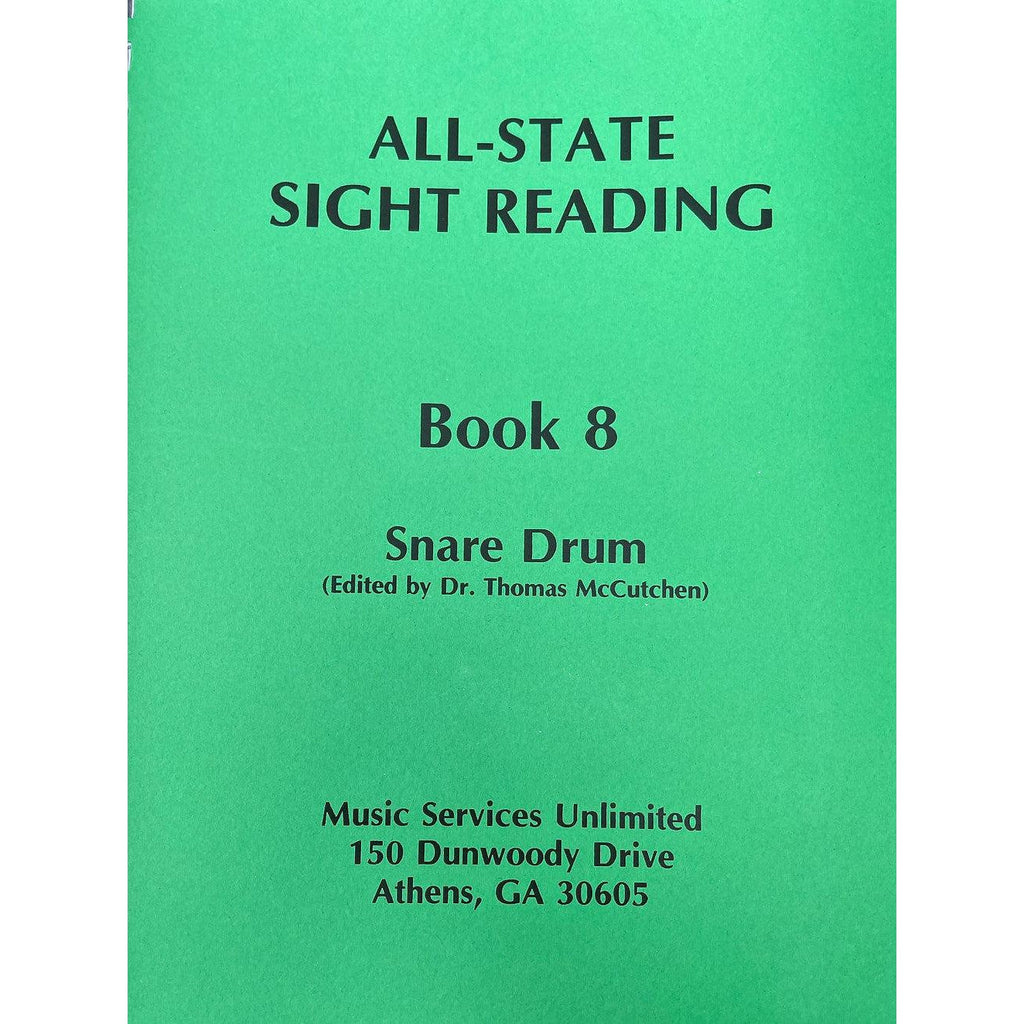 ALL-STATE
SIGHT READING
Book 8
Snare Drum
(Edited by Dr. Thomas McCutchen)
Music Services Unlimited
150 Dunwoody Drive
Athens, GA 30605